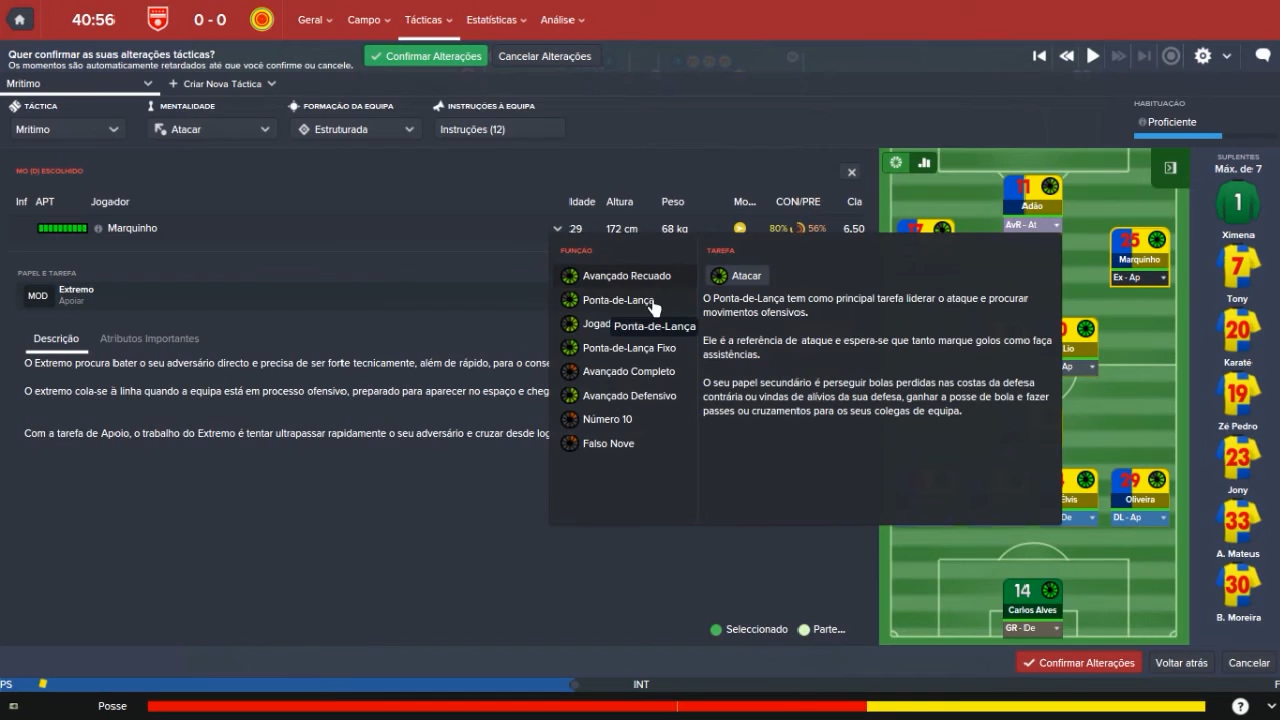 40:56
0 - 0
Geral
Campo
Tácticas
Estatísticas
Análise
Quer confirmar as suas alterações tácticas?
Os momentos são automaticamente retardados até que você confirme ou cancele.
Confirmar Alterações
Cancelar Alterações
Mritimo
Criar Nova Táctica
TÁCTICA
MENTALIDADE
FORMAÇÃO DA EQUIPA
INSTRUÇÕES À EQUIPA
Mritimo
Atacar
Estruturada
Instruções (12)
HABITUAÇÃO
Proficiente
MO (D) ESCOLHIDO
Inf APT Jogador
Idade Altura Peso Mo... CON/PRE Cla
Marquinho
29 172 cm 68 kg 80% 56% 6.50
PAPEL E TAREFA
MOD
Extremo
Apoiar
Descrição
Atributos Importantes
O Extremo procura bater o seu adversário directo e precisa de ser forte tecnicamente, além de rápido, para o conse
O extremo cola-se à linha quando a equipa está em processo ofensivo, preparado para aparecer no espaço e cheg
Com a tarefa de Apoio, o trabalho do Extremo é tentar ultrapassar rapidamente o seu adversário e cruzar desde log
FUNÇÃO
Avançado Recuado
Ponta-de-Lança
Jogad
Ponta-de-Lança
Ponta-de-Lança Fixo
Avançado Completo
Avançado Defensivo
Número 10
Falso Nove
TAREFA
Atacar
O Ponta-de-Lança tem como principal tarefa liderar o ataque e procurar
movimentos ofensivos.
Ele é a referência de ataque e espera-se que tanto marque golos como faça
assistências.
O seu papel secundário é perseguir bolas perdidas nas costas da defesa
contrária ou vindas de alívios da sua defesa, ganhar a posse de bola e fazer
passes ou cruzamentos para os seus colegas de equipa.
11
Adão
AvR - At
25
Marquinho
Ex - Ap
Lio
Ap
Elvis
De
29
Oliveira
DL - Ap
14
Carlos Alves
GR - De
SUPLENTES
Máx. de 7
1
Ximena
7
Tony
20
Karaté
19
Zé Pedro
23
Jony
33
A. Mateus
30
B. Moreira
Seleccionado
Parte...
Confirmar Alterações
Voltar atrás
Cancelar
PS
INT
F
Posse